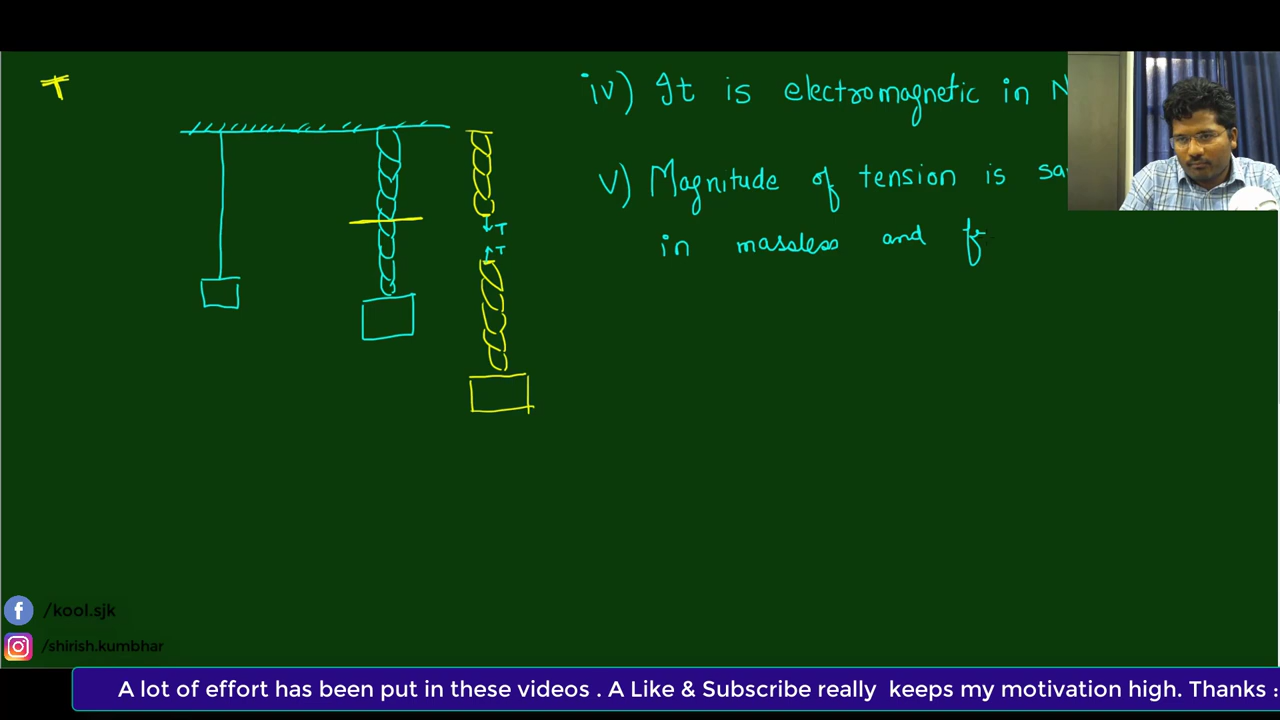 T
iv) It is electromagnetic in N
v) Magnitude of tension is sa
in massless and fr
T
T
/kool.sjk
/shirish.kumbhar
A lot of effort has been put in these videos . A Like & Subscribe really keeps my motivation high. Thanks :